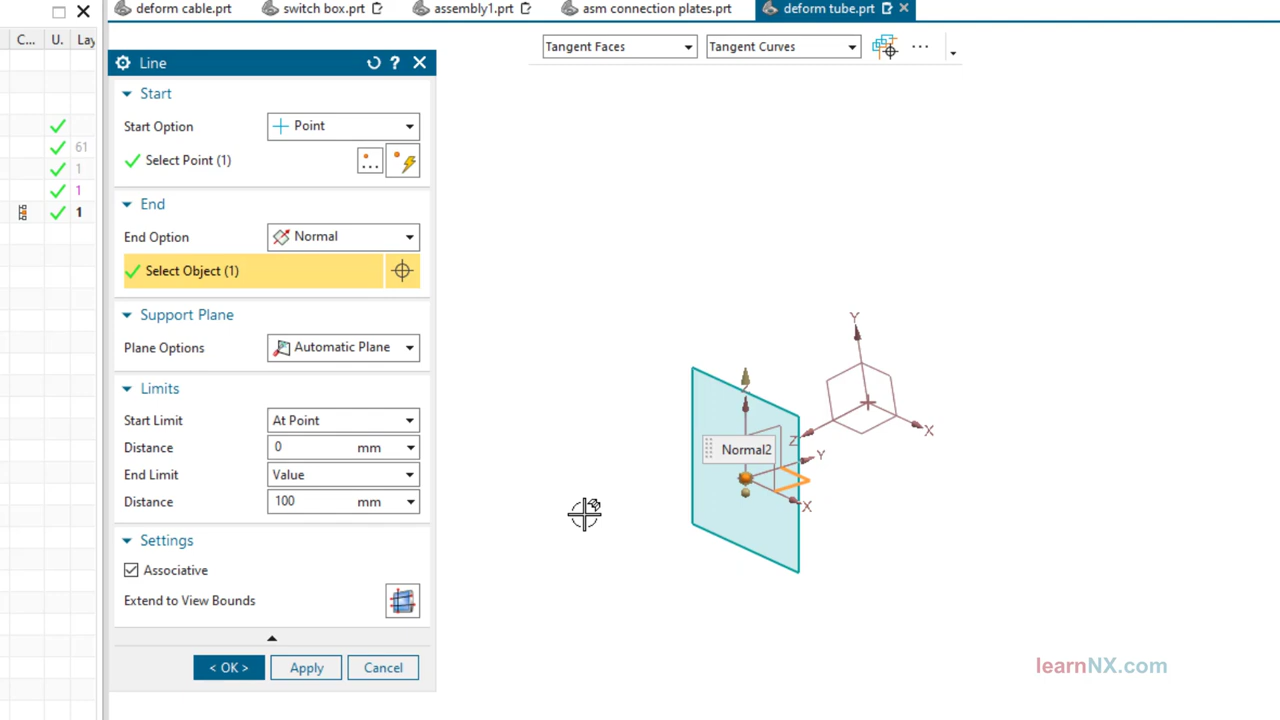 deform cable.prt
switch box.prt
assembly1.prt
asm connection plates.prt
deform tube.prt
C...
U.
Lay
61
1
1
1
Tangent Faces
Tangent Curves
Line
Start
Start Option
Point
Select Point (1)
End
End Option
Normal
Select Object (1)
Support Plane
Plane Options
Automatic Plane
Limits
Start Limit
At Point
Distance
0 mm
End Limit
Value
Distance
100 mm
Settings
Associative
Extend to View Bounds
< OK >
Apply
Cancel
Y
X
Z
Z
Normal2
Y
X
learnNX.com